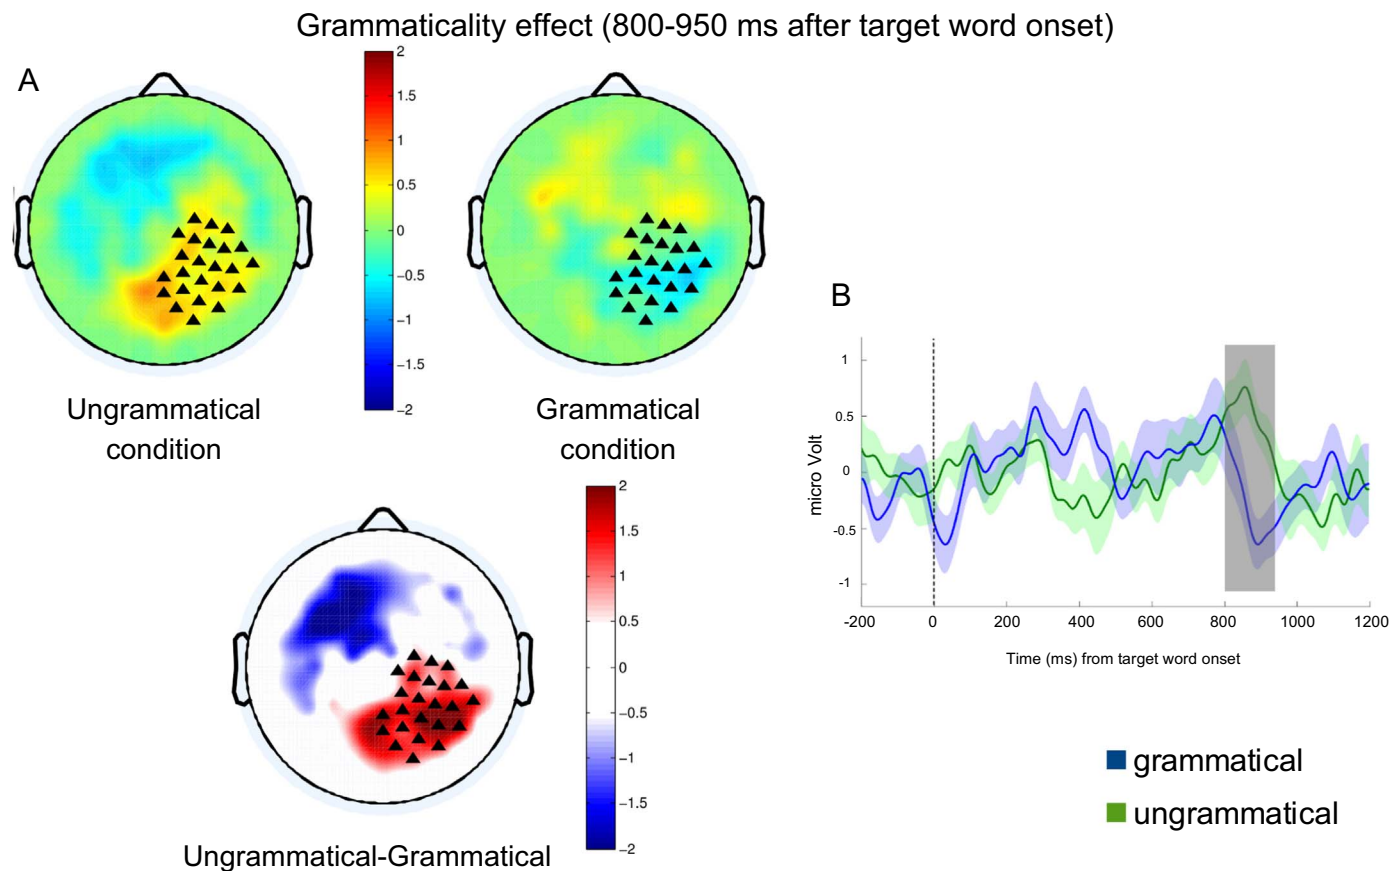 Grammaticality effect (800-950 ms after target word onset)
A
2
1.5
1
0.5
0
−0.5
−1
−1.5
−2
Ungrammatical
condition
Grammatical
condition
2
1.5
1
0.5
0
−0.5
−1
−1.5
−2
Ungrammatical-Grammatical
B
micro Volt
1
0.5
0
-0.5
-1
-200 0 200 400 600 800 1000 1200
Time (ms) from target word onset
grammatical
ungrammatical